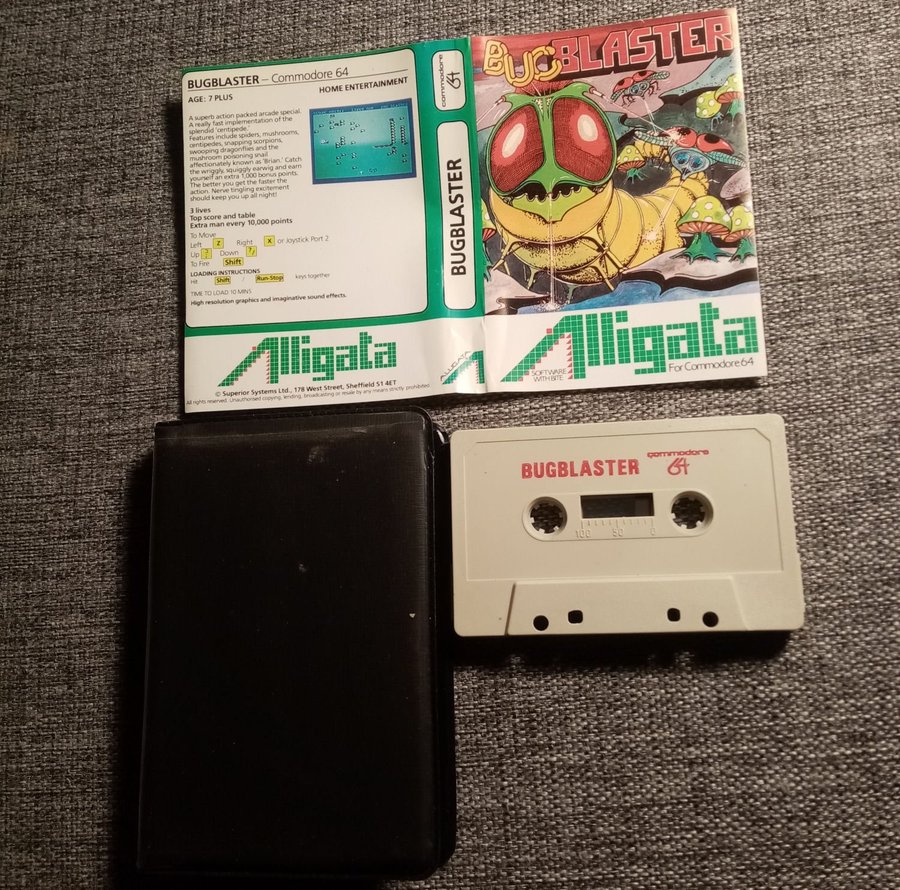 BUGBLASTER – Commodore 64
AGE: 7 PLUS
HOME ENTERTAINMENT
A superb action packed arcade special.
A really fast implementation of the
splendid 'centipede.'
Features include spiders, mushrooms,
centipedes, snapping scorpions,
swooping dragonflies and the
mushroom poisoning snail
affectionately known as 'Brian.' Catch
the wriggly, squiggly earwig and earn
yourself an extra 1,000 bonus points.
The better you get the faster the
action. Nerve tingling excitement
should keep you up all night!
3 lives
Top score and table
Extra man every 10,000 points
To Move
Left Z Right X or Joystick Port 2
Up Down
To Fire Shift
LOADING INSTRUCTIONS
Hit Shift / Run-Stop keys together
TIME TO LOAD 10 MINS
High resolution graphics and imaginative sound effects.
Alligata
© Superior Systems Ltd., 178 West Street, Sheffield S1 4ET
All rights reserved. Unauthorised copying, lending, broadcasting or resale by any means strictly prohibited.
commodore
64
BUGBLASTER
ALLIGATA
BUGBLASTER
Alligata
SOFTWARE
WITH BITE
For Commodore 64
BUGBLASTER
commodore
64
100 50 0